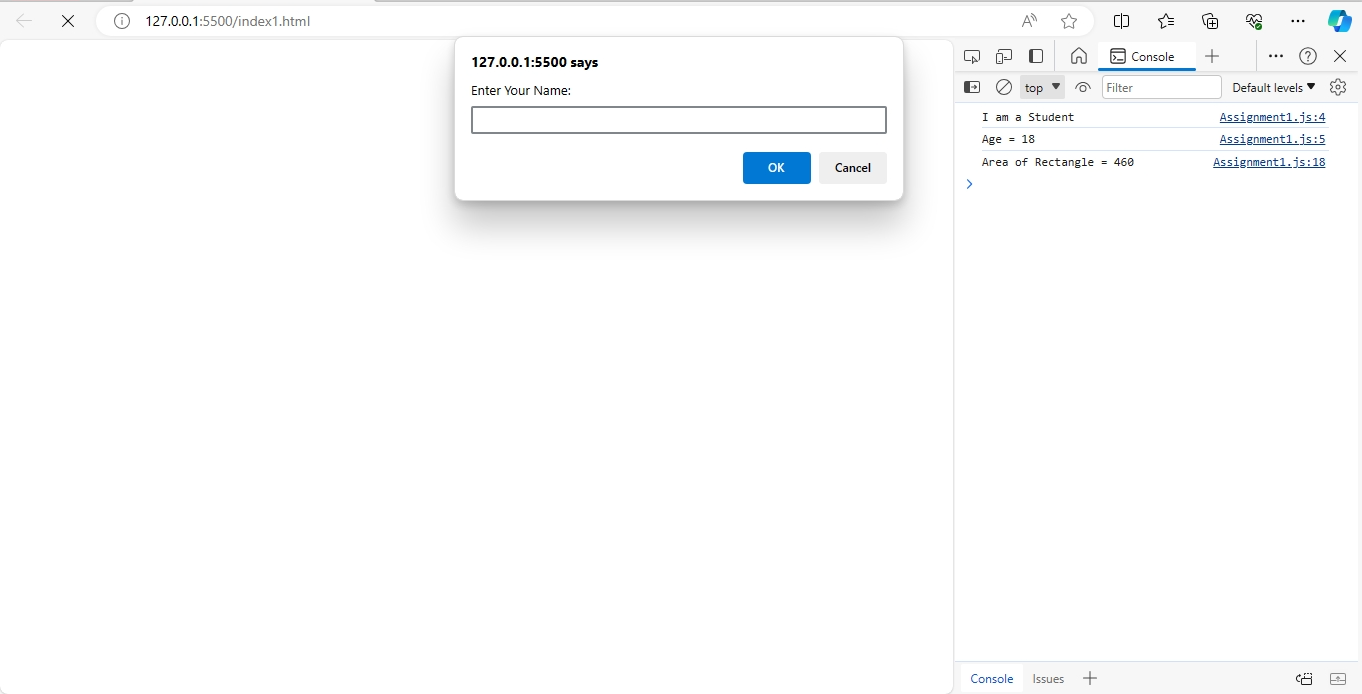 127.0.0.1:5500/index1.html
127.0.0.1:5500 says
Enter Your Name:
OK Cancel
Console
top Filter Default levels
I am a Student Assignment1.js:4
Age = 18 Assignment1.js:5
Area of Rectangle = 460 Assignment1.js:18
Console Issues